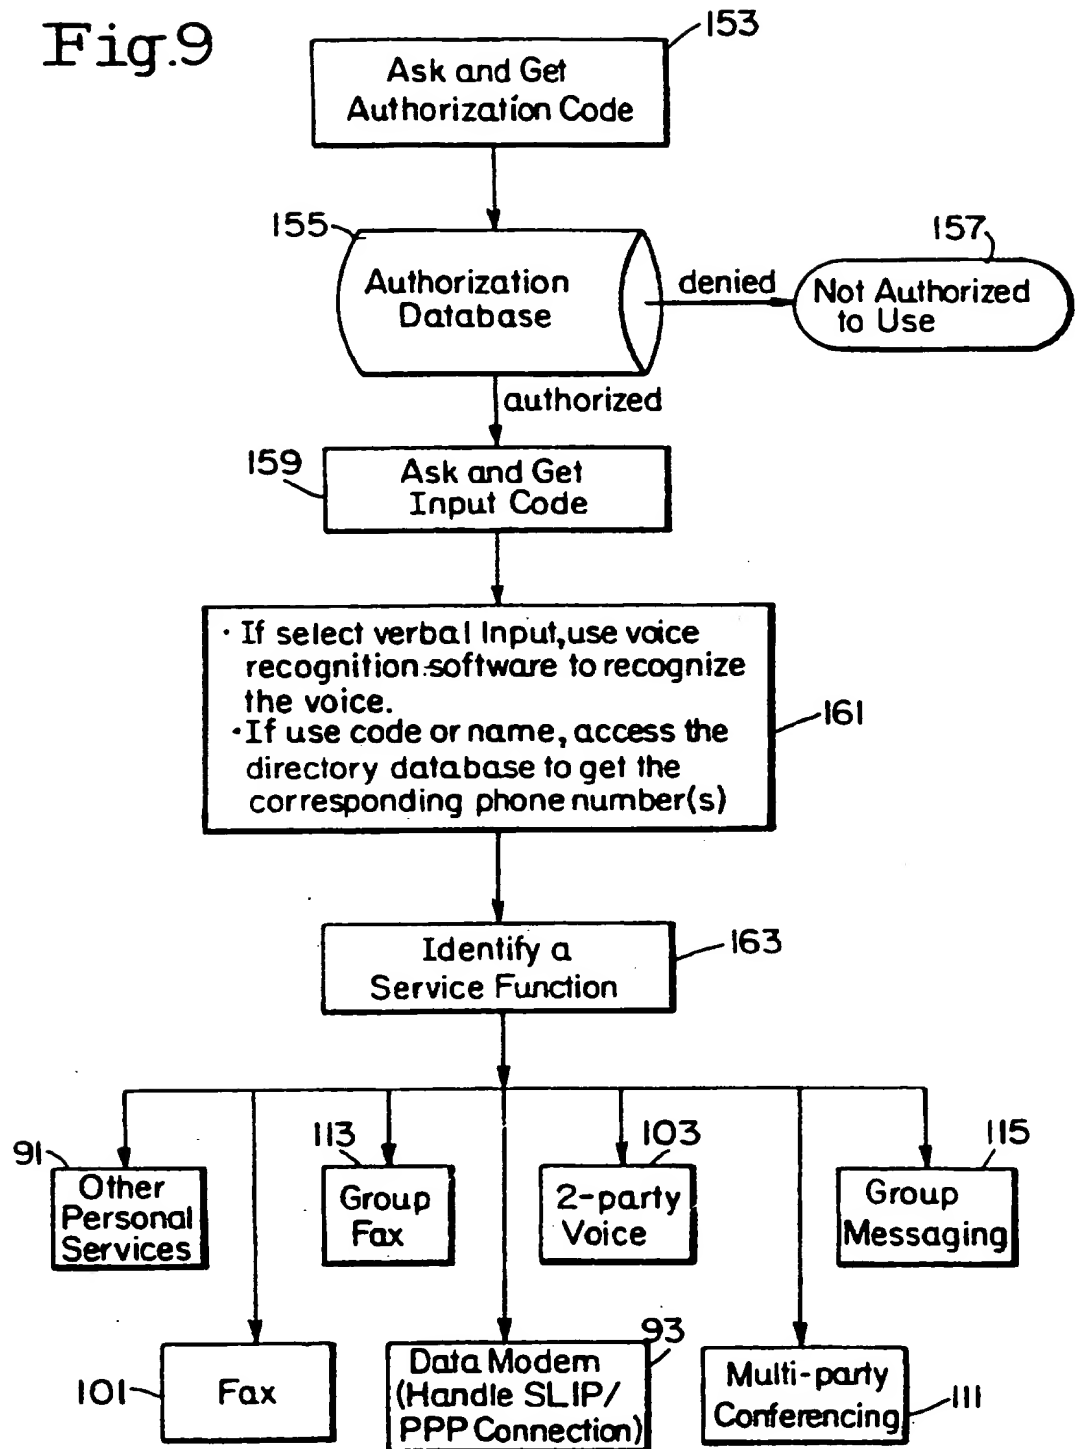 Fig.9
153
Ask and Get
Authorization Code
155
Authorization
Database
denied
157
Not Authorized
to Use
authorized
159
Ask and Get
Input Code
· If select verbal Input, use voice
recognition software to recognize
the voice.
· If use code or name, access the
directory database to get the
corresponding phone number(s)
161
Identify a
Service Function
163
91
Other
Personal
Services
113
Group
Fax
103
2-party
Voice
115
Group
Messaging
101
Fax
93
Data Modem
(Handle SLIP/
PPP Connection)
Multi-party
Conferencing
111